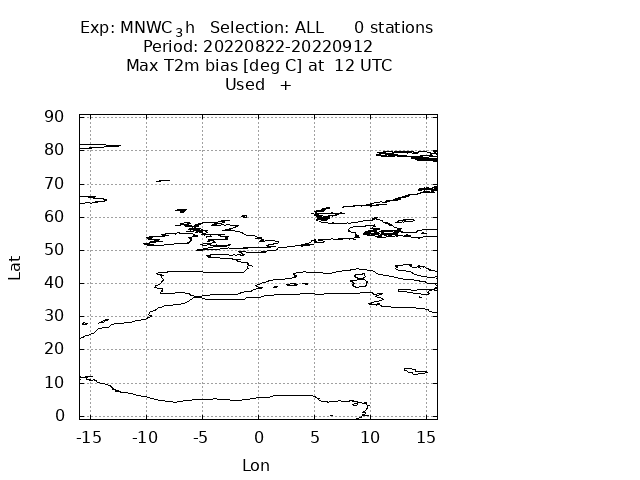 Exp: MNWC₃h   Selection: ALL      0 stations
Period: 20220822-20220912
Max T2m bias [deg C] at  12 UTC
Used   +
90
80
70
60
50
40
30
20
10
0
Lat
-15 -10 -5 0 5 10 15
Lon